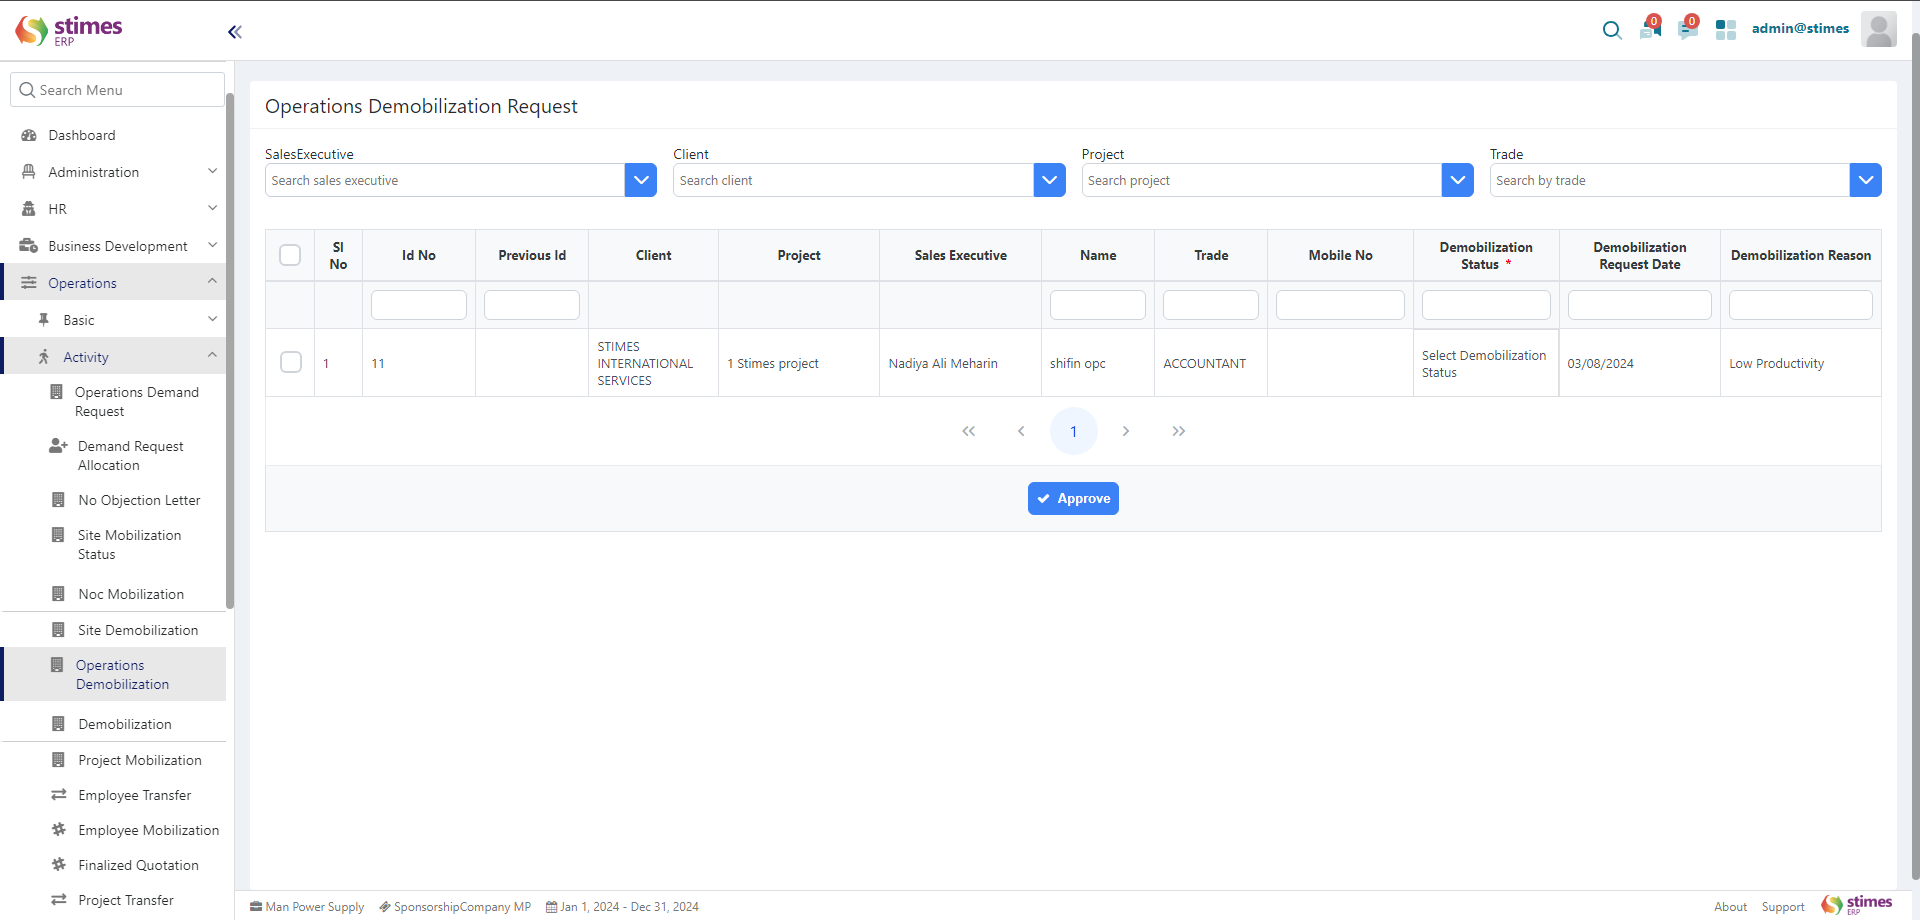 stimes
ERP
0
0
admin@stimes
Search Menu
Dashboard
Administration
HR
Business Development
Operations
Basic
Activity
Operations Demand
Request
Demand Request
Allocation
No Objection Letter
Site Mobilization
Status
Noc Mobilization
Site Demobilization
Operations
Demobilization
Demobilization
Project Mobilization
Employee Transfer
Employee Mobilization
Finalized Quotation
Project Transfer
Operations Demobilization Request
SalesExecutive
Client
Project
Trade
Search sales executive
Search client
Search project
Search by trade
Sl
No
Id No
Previous Id
Client
Project
Sales Executive
Name
Trade
Mobile No
Demobilization
Status *
Demobilization
Request Date
Demobilization Reason
1
11
STIMES
INTERNATIONAL
SERVICES
1 Stimes project
Nadiya Ali Meharin
shifin opc
ACCOUNTANT
Select Demobilization
Status
03/08/2024
Low Productivity
1
Approve
Man Power Supply
SponsorshipCompany MP
Jan 1, 2024 - Dec 31, 2024
About
Support
stimes
ERP